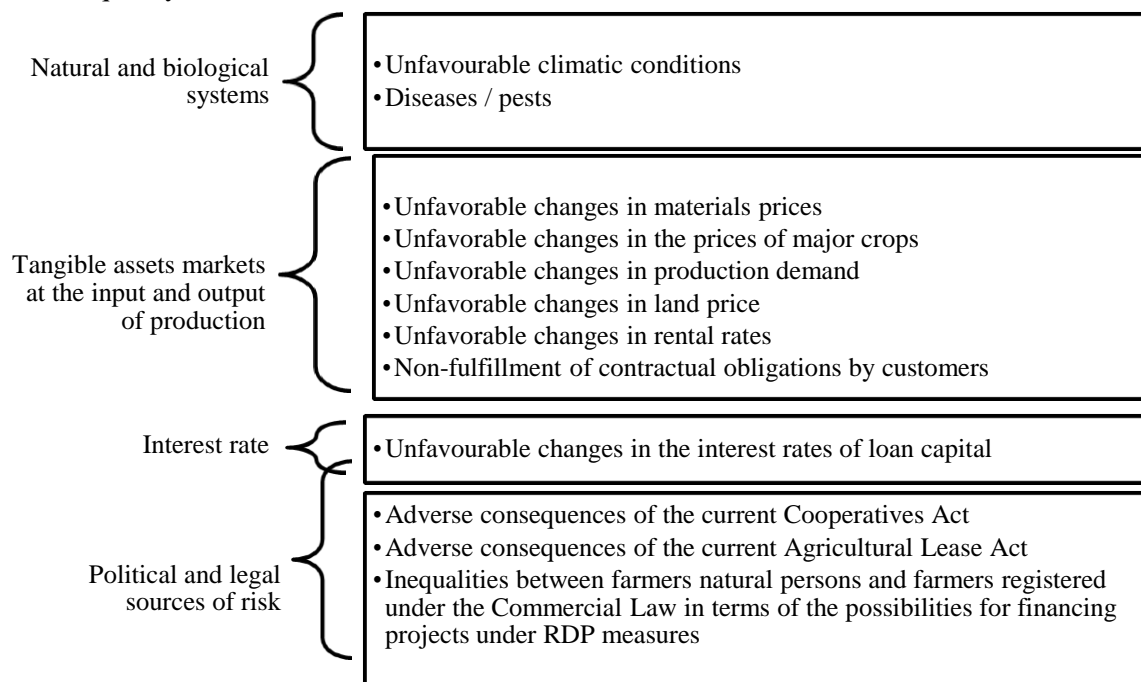 Natural and biological
systems
•Unfavourable climatic conditions
•Diseases / pests
Tangible assets markets
at the input and output
of production
•Unfavorable changes in materials prices
•Unfavorable changes in the prices of major crops
•Unfavorable changes in production demand
•Unfavorable changes in land price
•Unfavorable changes in rental rates
•Non-fulfillment of contractual obligations by customers
Interest rate
•Unfavourable changes in the interest rates of loan capital
Political and legal
sources of risk
•Adverse consequences of the current Cooperatives Act
•Adverse consequences of the current Agricultural Lease Act
•Inequalities between farmers natural persons and farmers registered
under the Commercial Law in terms of the possibilities for financing
projects under RDP measures